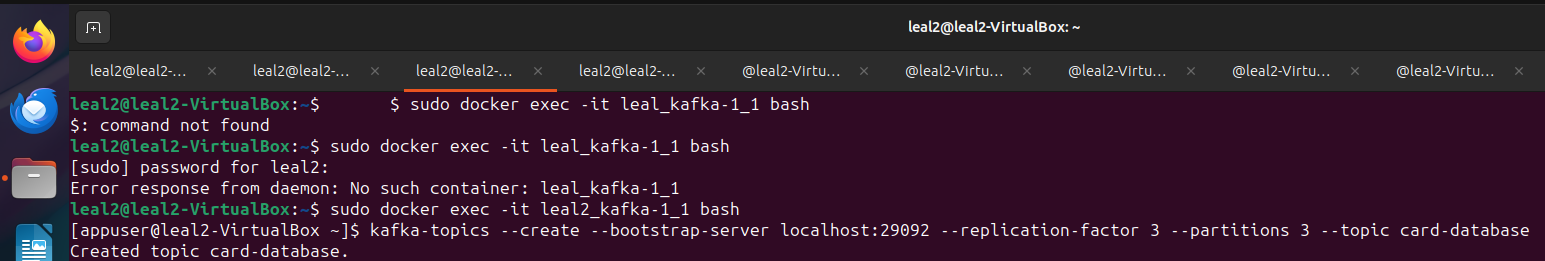 leal2@leal2-VirtualBox: ~
leal2@leal2-... × leal2@leal2-... × leal2@leal2-... × leal2@leal2-... × @leal2-Virtu... × @leal2-Virtu... × @leal2-Virtu... × @leal2-Virtu... × @leal2-Virtu... ×
leal2@leal2-VirtualBox:~$       $ sudo docker exec -it leal_kafka-1_1 bash
$: command not found
leal2@leal2-VirtualBox:~$ sudo docker exec -it leal_kafka-1_1 bash
[sudo] password for leal2:
Error response from daemon: No such container: leal_kafka-1_1
leal2@leal2-VirtualBox:~$ sudo docker exec -it leal2_kafka-1_1 bash
[appuser@leal2-VirtualBox ~]$ kafka-topics --create --bootstrap-server localhost:29092 --replication-factor 3 --partitions 3 --topic card-database
Created topic card-database.